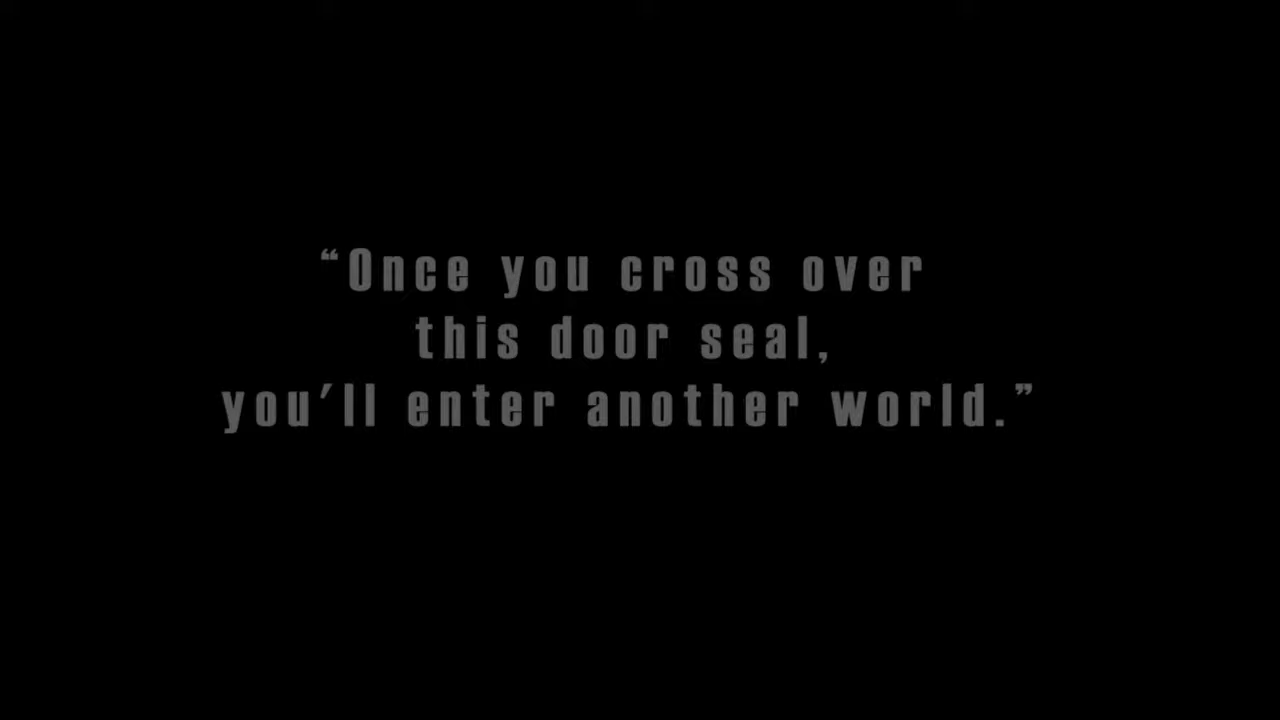 “Once you cross over
this door seal,
you’ll enter another world.”